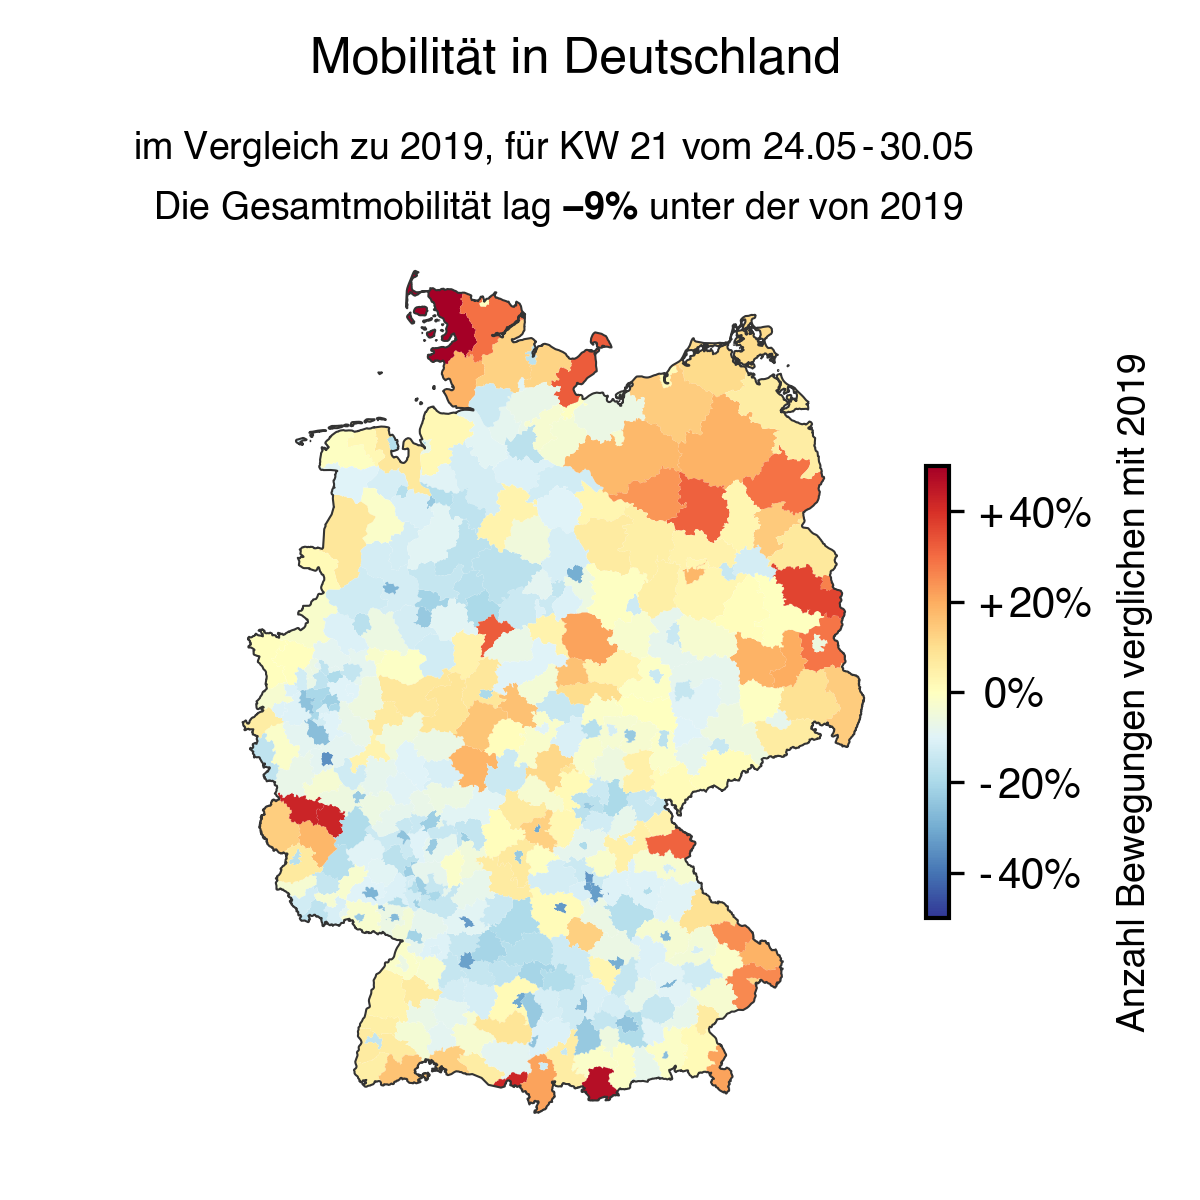 Mobilität in Deutschland
im Vergleich zu 2019, für KW 21 vom 24.05-30.05
Die Gesamtmobilität lag –9% unter der von 2019
+40%
+20%
0%
-20%
-40%
Anzahl Bewegungen verglichen mit 2019